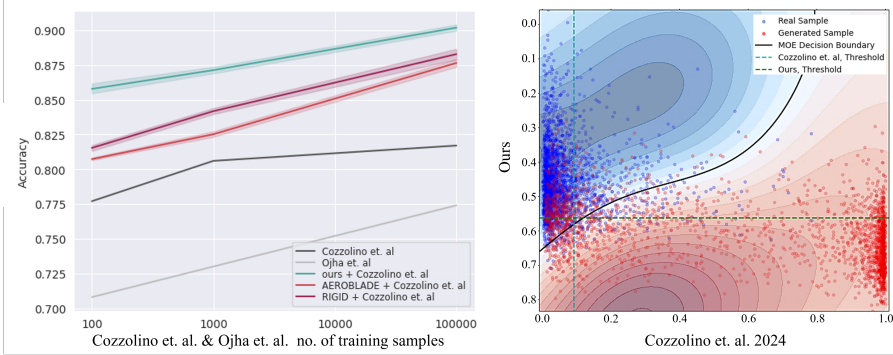 0.900
0.875
0.850
0.825
0.800
0.775
0.750
0.725
0.700
Accuracy
Cozzolino et. al
Ojha et. al
ours + Cozzolino et. al
AEROBLADE + Cozzolino et. al
RIGID + Cozzolino et. al
100 1000 10000 100000
Cozzolino et. al. & Ojha et. al. no. of training samples
0.0
0.1
0.2
0.3
0.4
0.5
0.6
0.7
0.8
Ours
Real Sample
Generated Sample
MOE Decision Boundary
Cozzolino et. al, Threshold
Ours, Threshold
0.0 0.2 0.4 0.6 0.8 1.0
Cozzolino et. al. 2024